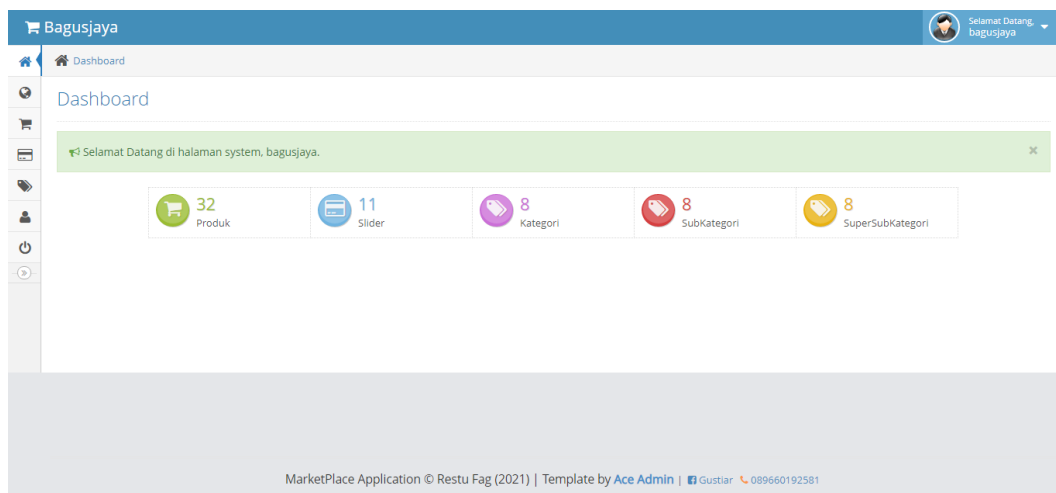 Bagusjaya
Selamat Datang,
bagusjaya
Dashboard
Dashboard
Selamat Datang di halaman system, bagusjaya.
32
Produk
11
Slider
8
Kategori
8
SubKategori
8
SuperSubKategori
MarketPlace Application © Restu Fag (2021) | Template by Ace Admin | Gustiar 089660192581